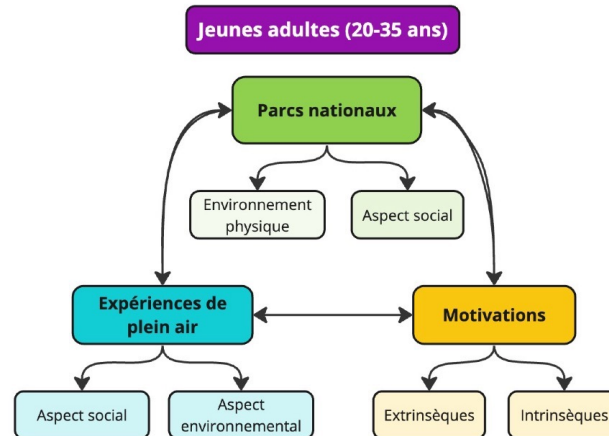 Jeunes adultes (20-35 ans)
Parcs nationaux
Environnement
physique
Aspect social
Expériences de
plein air
Motivations
Aspect social
Aspect
environnemental
Extrinsèques
Intrinsèques